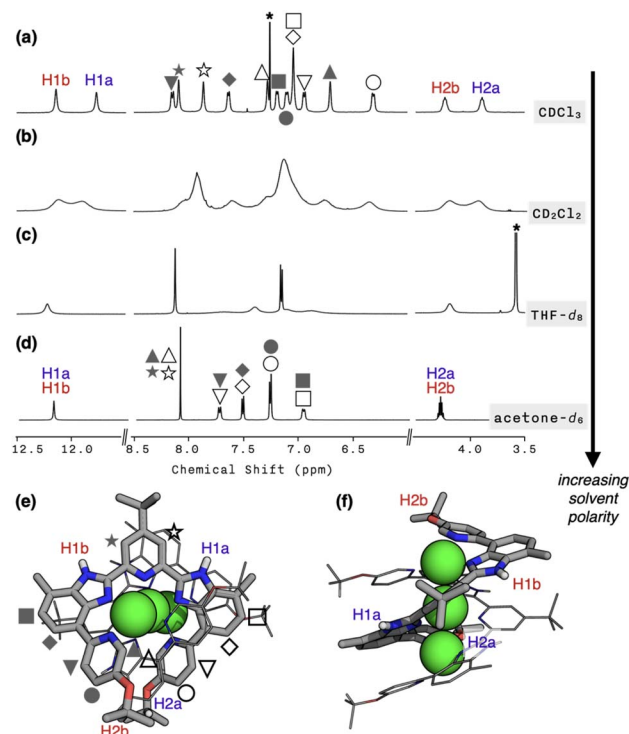 (a)
*
H1b H1a
H2b H2a
CDCl3
(b)
CD2Cl2
(c)
*
THF-d8
(d)
H1a
H1b
H2a
H2b
acetone-d6
12.5 12.0 8.5 8.0 7.5 7.0 6.5 4.0 3.5
Chemical Shift (ppm)
increasing
solvent
polarity
(e)
H1b H1a
H2a
H2b
(f)
H2b
H1b
H1a
H2a